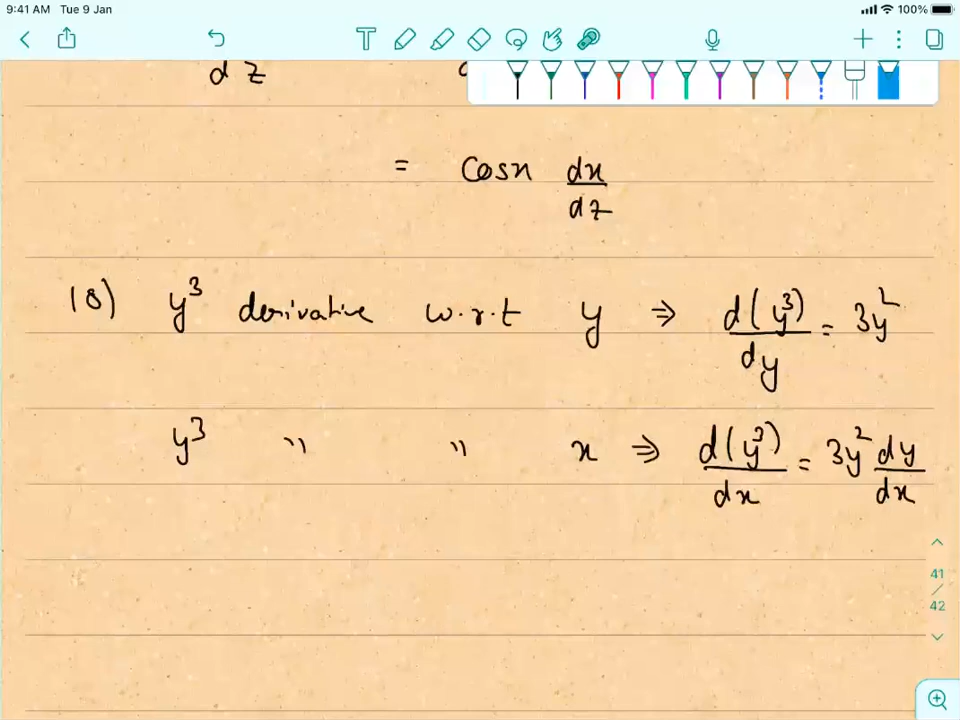 9:41 AM Tue 9 Jan 100%
d z
= cosx dx/dz
18) y³ derivative w.r.t y ⇒ d(y³)/dy = 3y²
y³ " " x ⇒ d(y³)/dx = 3y² dy/dx
41
/
42